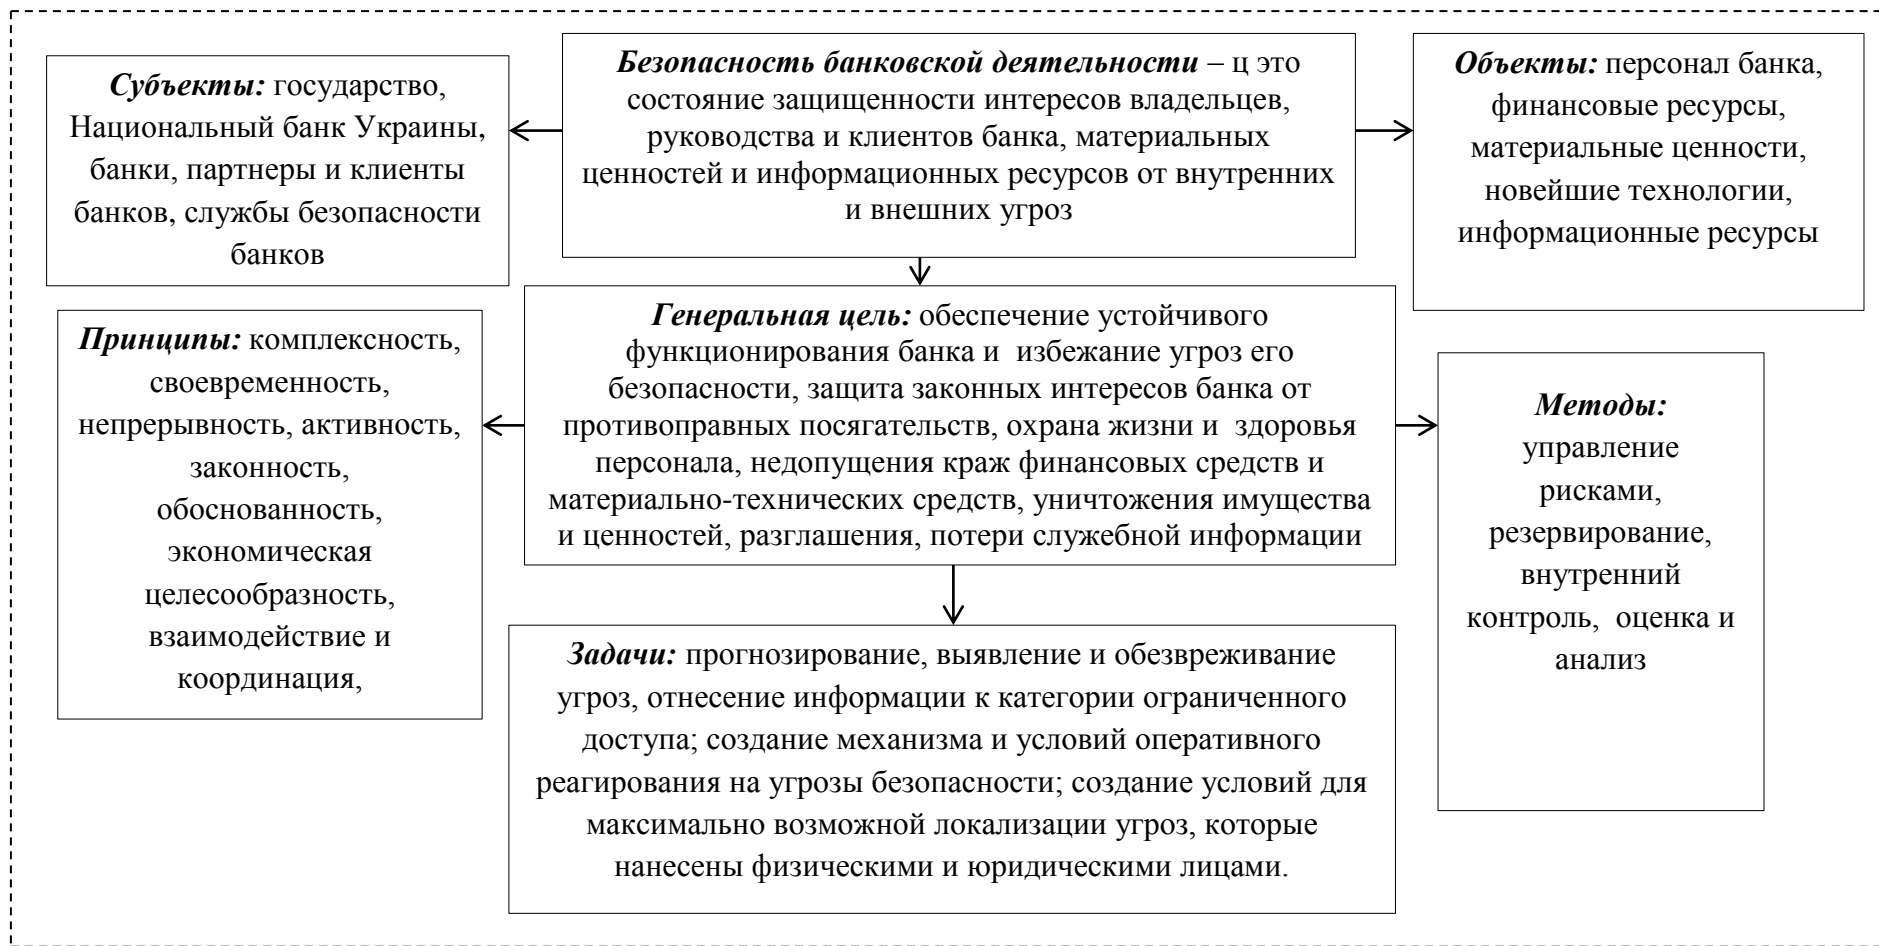 Субъекты: государство,
Национальный банк Украины,
банки, партнеры и клиенты
банков, службы безопасности
банков
Безопасность банковской деятельности – ц это
состояние защищенности интересов владельцев,
руководства и клиентов банка, материальных
ценностей и информационных ресурсов от внутренних
и внешних угроз
Объекты: персонал банка,
финансовые ресурсы,
материальные ценности,
новейшие технологии,
информационные ресурсы
Принципы: комплексность,
своевременность,
непрерывность, активность,
законность,
обоснованность,
экономическая
целесообразность,
взаимодействие и
координация,
Генеральная цель: обеспечение устойчивого
функционирования банка и  избежание угроз его
безопасности, защита законных интересов банка от
противоправных посягательств, охрана жизни и  здоровья
персонала, недопущения краж финансовых средств и
материально-технических средств, уничтожения имущества
и ценностей, разглашения, потери служебной информации
Методы:
управление
рисками,
резервирование,
внутренний
контроль,  оценка и
анализ
Задачи: прогнозирование, выявление и обезвреживание
угроз, отнесение информации к категории ограниченного
доступа; создание механизма и условий оперативного
реагирования на угрозы безопасности; создание условий для
максимально возможной локализации угроз, которые
нанесены физическими и юридическими лицами.